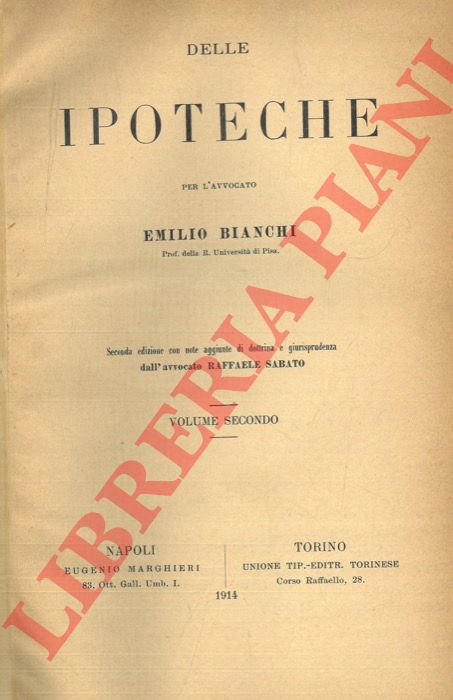 DELLE
IPOTECHE
PER L'AVVOCATO
EMILIO BIANCHI
Prof. della R. Università di Pisa.
Seconda edizione con note aggiunte di dottrina e giurisprudenza
dall'avvocato RAFFAELE SABATO
VOLUME SECONDO
NAPOLI
EUGENIO MARGHIERI
83, Ott. Gall. Umb. I.
TORINO
UNIONE TIP.-EDITR. TORINESE
Corso Raffaello, 28.
1914
LIBRERIA PIANI